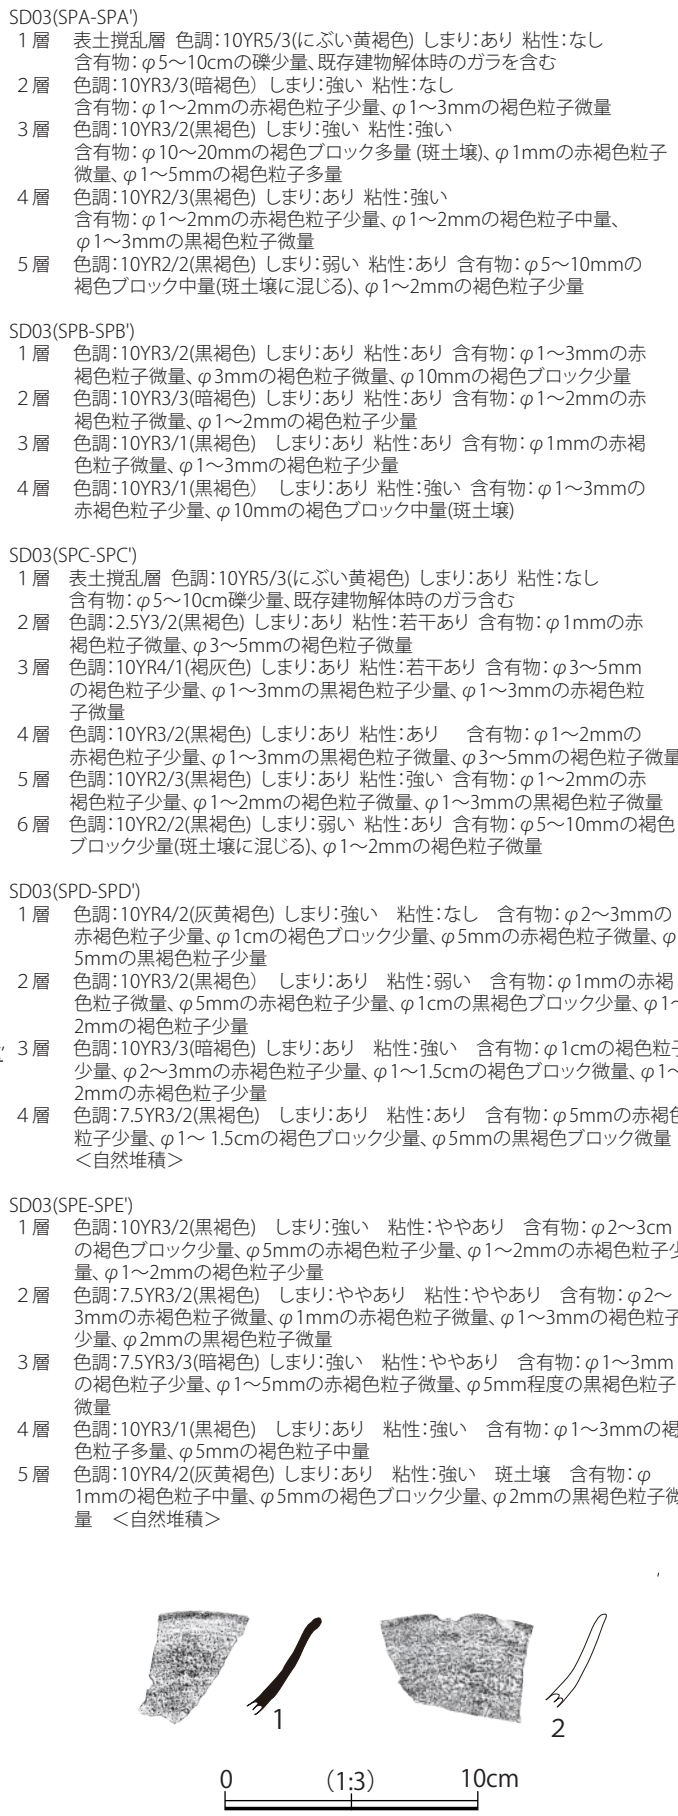 SD03(SPA-SPA')
1層 表土撹乱層 色調：10YR5/3(にぶい黄褐色) しまり：あり 粘性：なし
含有物：φ5〜10cmの礫少量、既存建物解体時のガラを含む
2層 色調：10YR3/3(暗褐色) しまり：強い 粘性：なし
含有物：φ1〜2mmの赤褐色粒子少量、φ1〜3mmの褐色粒子微量
3層 色調：10YR3/2(黒褐色) しまり：強い 粘性：強い
含有物：φ10〜20mmの褐色ブロック多量 (斑土壌)、φ1mmの赤褐色粒子
微量、φ1〜5mmの褐色粒子多量
4層 色調：10YR2/3(黒褐色) しまり：あり 粘性：強い
含有物：φ1〜2mmの赤褐色粒子少量、φ1〜2mmの褐色粒子中量、
φ1〜3mmの黒褐色粒子微量
5層 色調：10YR2/2(黒褐色) しまり：弱い 粘性：あり 含有物：φ5〜10mmの
褐色ブロック中量(斑土壌に混じる)、φ1〜2mmの褐色粒子少量
SD03(SPB-SPB')
1層 色調：10YR3/2(黒褐色) しまり：あり 粘性：あり 含有物：φ1〜3mmの赤
褐色粒子微量、φ3mmの褐色粒子微量、φ10mmの褐色ブロック少量
2層 色調：10YR3/3(暗褐色) しまり：あり 粘性：あり 含有物：φ1〜2mmの赤
褐色粒子微量、φ1〜2mmの褐色粒子少量
3層 色調：10YR3/1(黒褐色) しまり：あり 粘性：あり 含有物：φ1mmの赤褐
色粒子微量、φ1〜3mmの褐色粒子少量
4層 色調：10YR3/1(黒褐色) しまり：あり 粘性：強い 含有物：φ1〜3mmの
赤褐色粒子少量、φ10mmの褐色ブロック中量(斑土壌)
SD03(SPC-SPC')
1層 表土撹乱層 色調：10YR5/3(にぶい黄褐色) しまり：あり 粘性：なし
含有物：φ5〜10cm礫少量、既存建物解体時のガラ含む
2層 色調：2.5Y3/2(黒褐色) しまり：あり 粘性：若干あり 含有物：φ1mmの赤
褐色粒子微量、φ3〜5mmの褐色粒子微量
3層 色調：10YR4/1(褐灰色) しまり：あり 粘性：若干あり 含有物：φ3〜5mm
の褐色粒子少量、φ1〜3mmの黒褐色粒子少量、φ1〜3mmの赤褐色粒
子微量
4層 色調：10YR3/2(黒褐色) しまり：あり 粘性：あり 含有物：φ1〜2mmの
赤褐色粒子少量、φ1〜3mmの黒褐色粒子微量、φ3〜5mmの褐色粒子微量
5層 色調：10YR2/3(黒褐色) しまり：あり 粘性：強い 含有物：φ1〜2mmの赤
褐色粒子少量、φ1〜2mmの褐色粒子微量、φ1〜3mmの黒褐色粒子微量
6層 色調：10YR2/2(黒褐色) しまり：弱い 粘性：あり 含有物：φ5〜10mmの褐色
ブロック少量(斑土壌に混じる)、φ1〜2mmの褐色粒子微量
SD03(SPD-SPD')
1層 色調：10YR4/2(灰黄褐色) しまり：強い 粘性：なし 含有物：φ2〜3mmの
赤褐色粒子少量、φ1cmの褐色ブロック少量、φ5mmの赤褐色粒子微量、φ
5mmの黒褐色粒子少量
2層 色調：10YR3/2(黒褐色) しまり：あり 粘性：弱い 含有物：φ1mmの赤褐
色粒子微量、φ5mmの赤褐色粒子少量、φ1cmの黒褐色ブロック少量、φ1〜
2mmの褐色粒子少量
3層 色調：10YR3/3(暗褐色) しまり：あり 粘性：強い 含有物：φ1cmの褐色粒子
少量、φ2〜3mmの赤褐色粒子少量、φ1〜1.5cmの褐色ブロック微量、φ1〜
2mmの赤褐色粒子少量
4層 色調：7.5YR3/2(黒褐色) しまり：あり 粘性：あり 含有物：φ5mmの赤褐色
粒子少量、φ1〜 1.5cmの褐色ブロック少量、φ5mmの黒褐色ブロック微量
＜自然堆積＞
SD03(SPE-SPE')
1層 色調：10YR3/2(黒褐色) しまり：強い 粘性：ややあり 含有物：φ2〜3cm
の褐色ブロック少量、φ5mmの赤褐色粒子少量、φ1〜2mmの赤褐色粒子少
量、φ1〜2mmの褐色粒子少量
2層 色調：7.5YR3/2(黒褐色) しまり：ややあり 粘性：ややあり 含有物：φ2〜
3mmの赤褐色粒子微量、φ1mmの赤褐色粒子微量、φ1〜3mmの褐色粒子
少量、φ2mmの黒褐色粒子微量
3層 色調：7.5YR3/3(暗褐色) しまり：強い 粘性：ややあり 含有物：φ1〜3mm
の褐色粒子少量、φ1〜5mmの赤褐色粒子微量、φ5mm程度の黒褐色粒子
微量
4層 色調：10YR3/1(黒褐色) しまり：あり 粘性：強い 含有物：φ1〜3mmの褐
色粒子多量、φ5mmの褐色粒子中量
5層 色調：10YR4/2(灰黄褐色) しまり：あり 粘性：強い 斑土壌 含有物：φ
1mmの褐色粒子中量、φ5mmの褐色ブロック少量、φ2mmの黒褐色粒子微
量 ＜自然堆積＞
1
2
0 (1:3) 10cm